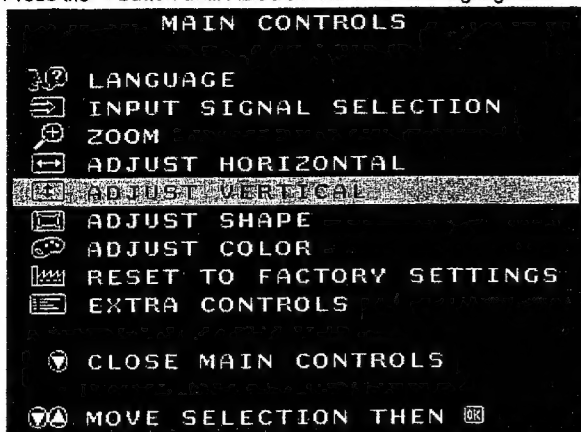 MAIN CONTROLS
LANGUAGE
INPUT SIGNAL SELECTION
ZOOM
ADJUST HORIZONTAL
ADJUST VERTICAL
ADJUST SHAPE
ADJUST COLOR
RESET TO FACTORY SETTINGS
EXTRA CONTROLS
CLOSE MAIN CONTROLS
MOVE SELECTION THEN OK